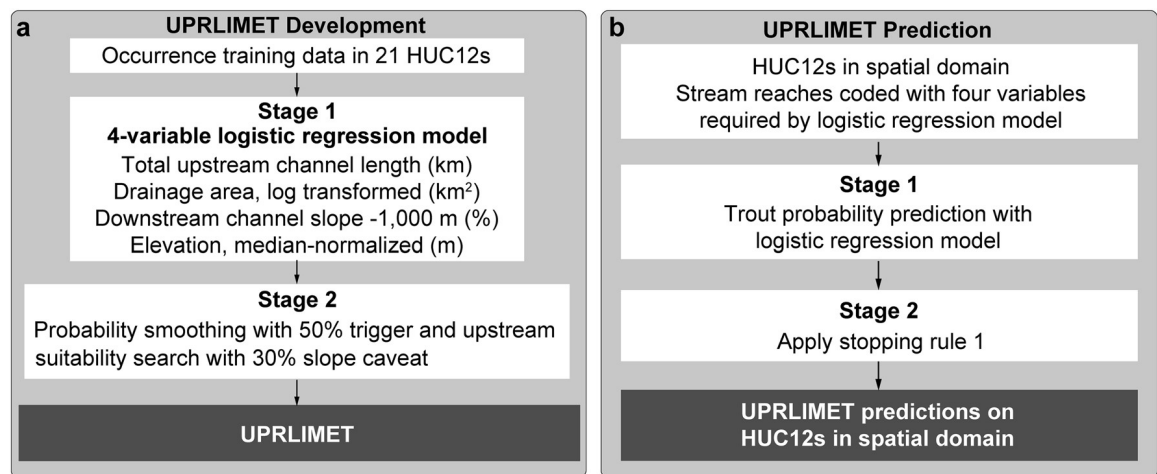 a
UPRLIMET Development
Occurrence training data in 21 HUC12s
Stage 1
4-variable logistic regression model
Total upstream channel length (km)
Drainage area, log transformed (km²)
Downstream channel slope -1,000 m (%)
Elevation, median-normalized (m)
Stage 2
Probability smoothing with 50% trigger and upstream
suitability search with 30% slope caveat
UPRLIMET
b
UPRLIMET Prediction
HUC12s in spatial domain
Stream reaches coded with four variables
required by logistic regression model
Stage 1
Trout probability prediction with
logistic regression model
Stage 2
Apply stopping rule 1
UPRLIMET predictions on
HUC12s in spatial domain